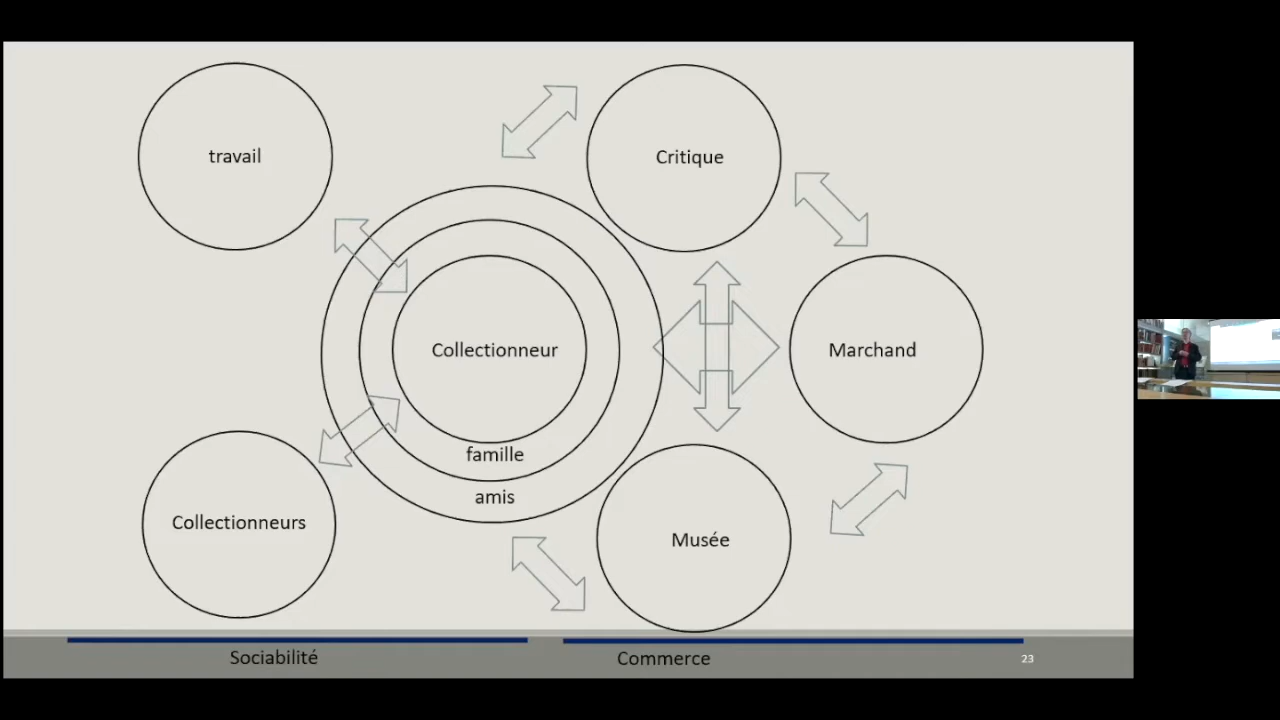 travail
Critique
Collectionneur
Marchand
famille
amis
Collectionneurs
Musée
Sociabilité
Commerce
23